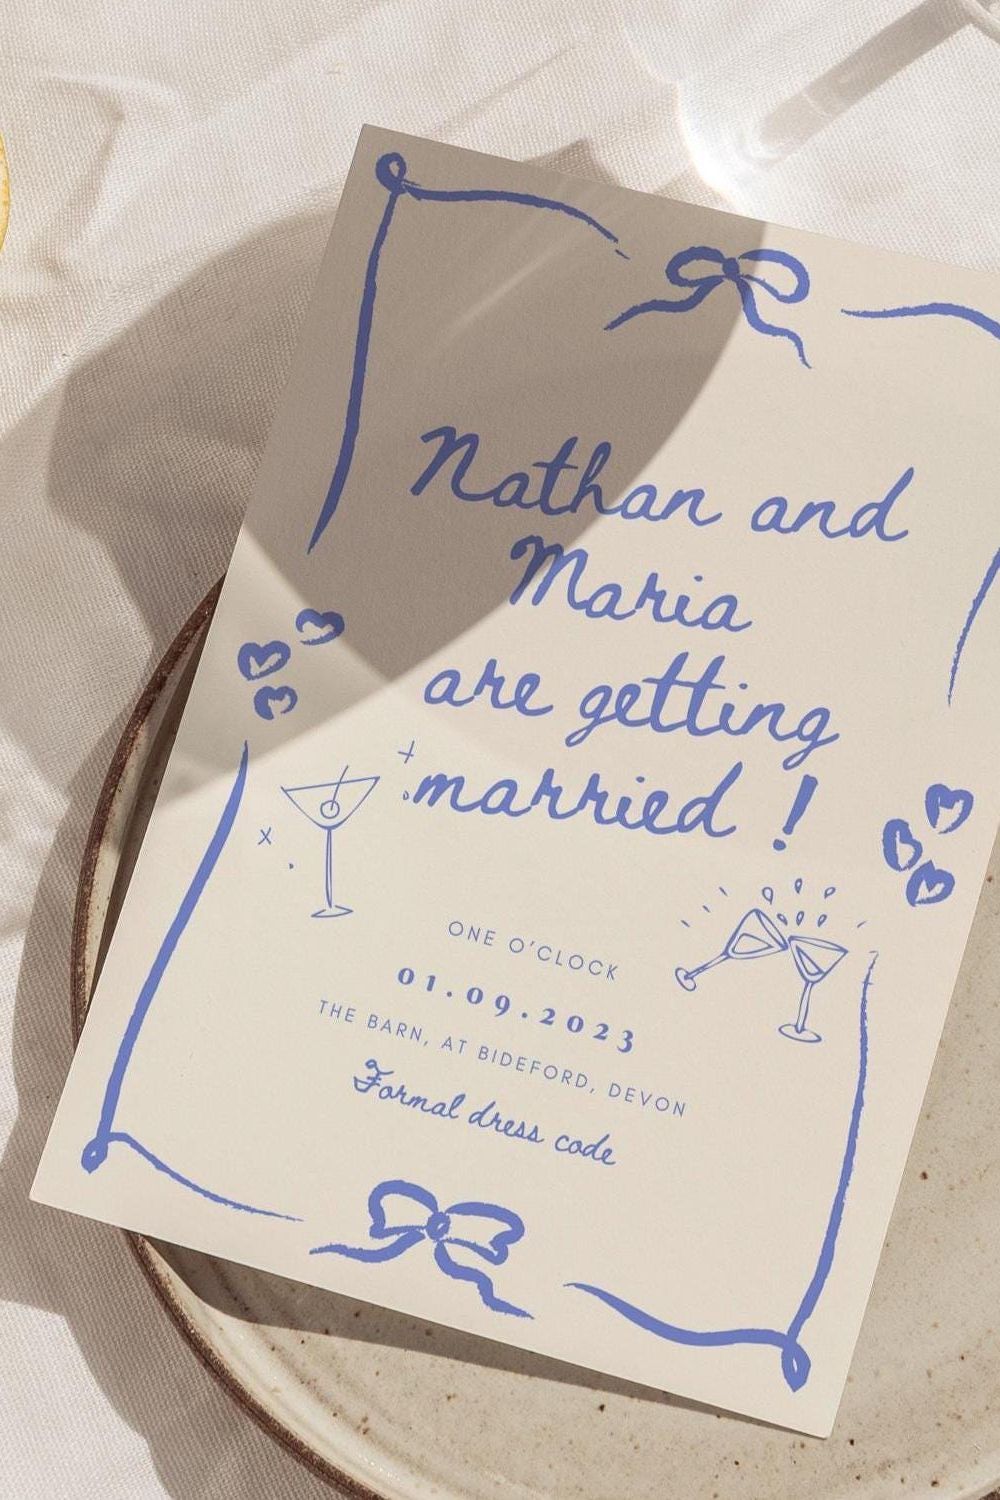 Nathan and
Maria
are getting
married !
ONE O'CLOCK
01.09.2023
THE BARN, AT BIDEFORD, DEVON
Formal dress code